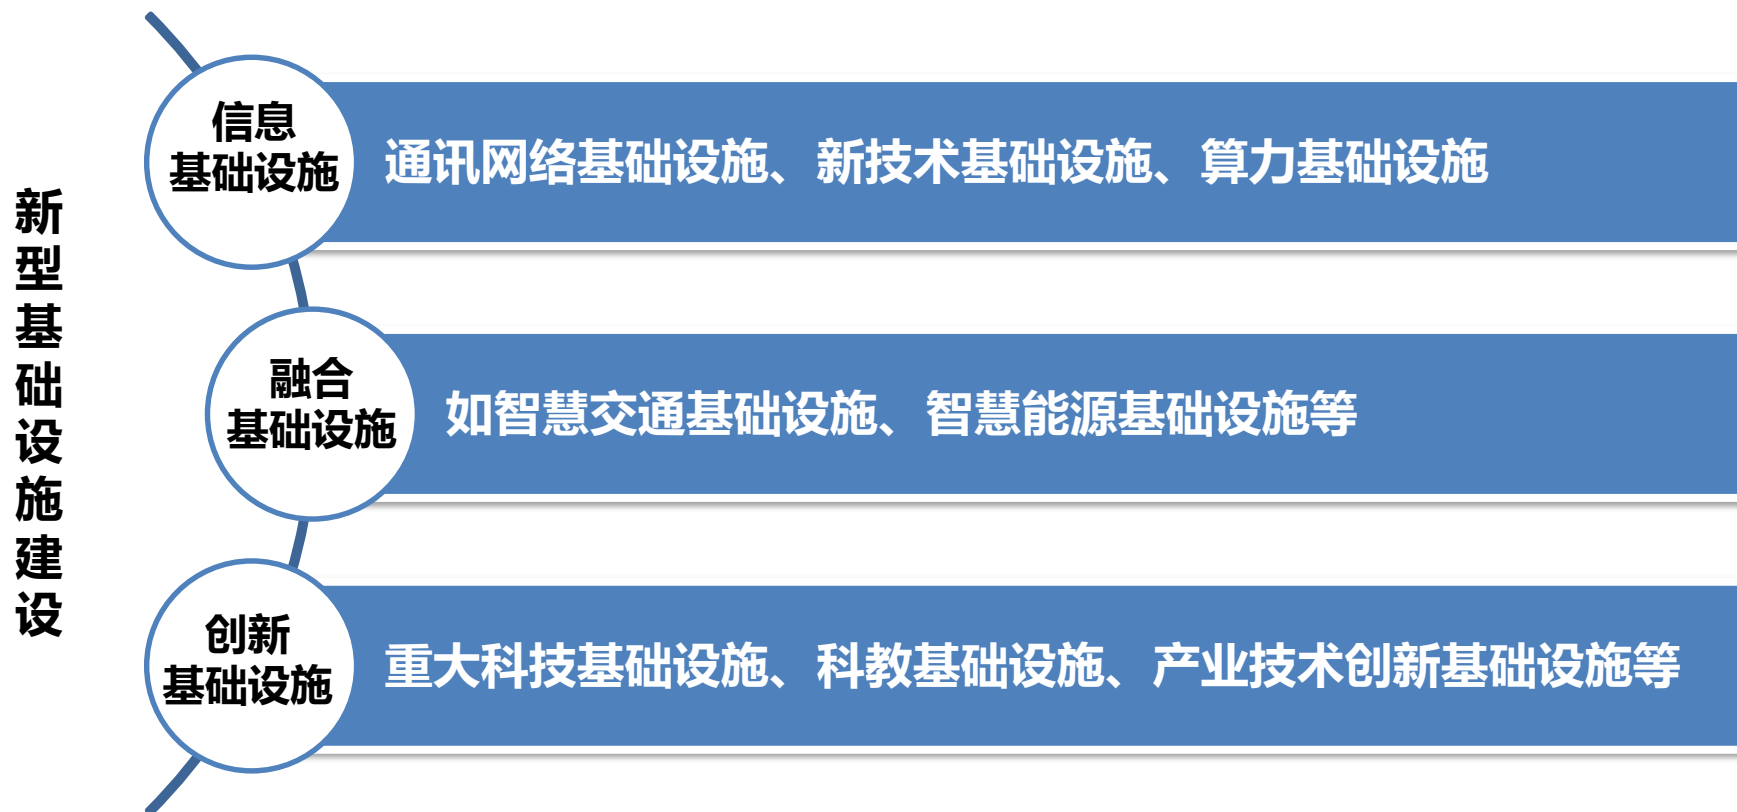 新型基础设施建设
信息
基础设施
通讯网络基础设施、新技术基础设施、算力基础设施
融合
基础设施
如智慧交通基础设施、智慧能源基础设施等
创新
基础设施
重大科技基础设施、科教基础设施、产业技术创新基础设施等